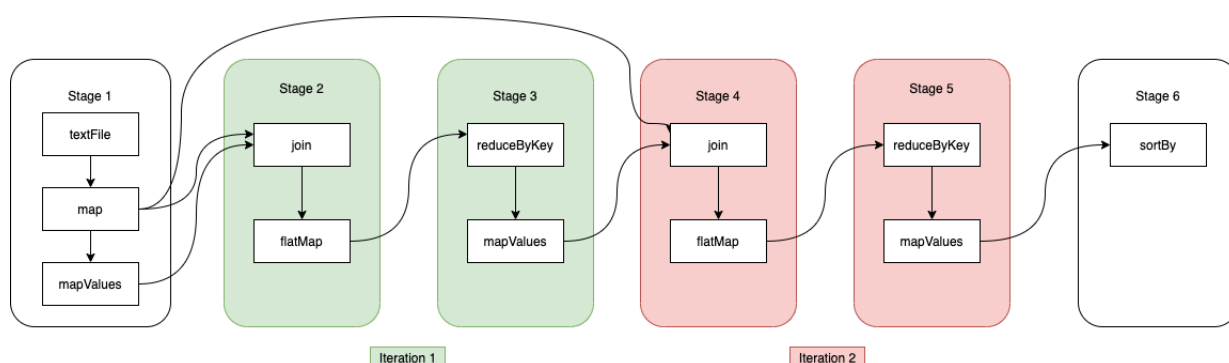 Stage 1
textFile
map
mapValues
Stage 2
join
flatMap
Stage 3
reduceByKey
mapValues
Stage 4
join
flatMap
Stage 5
reduceByKey
mapValues
Stage 6
sortBy
Iteration 1
Iteration 2